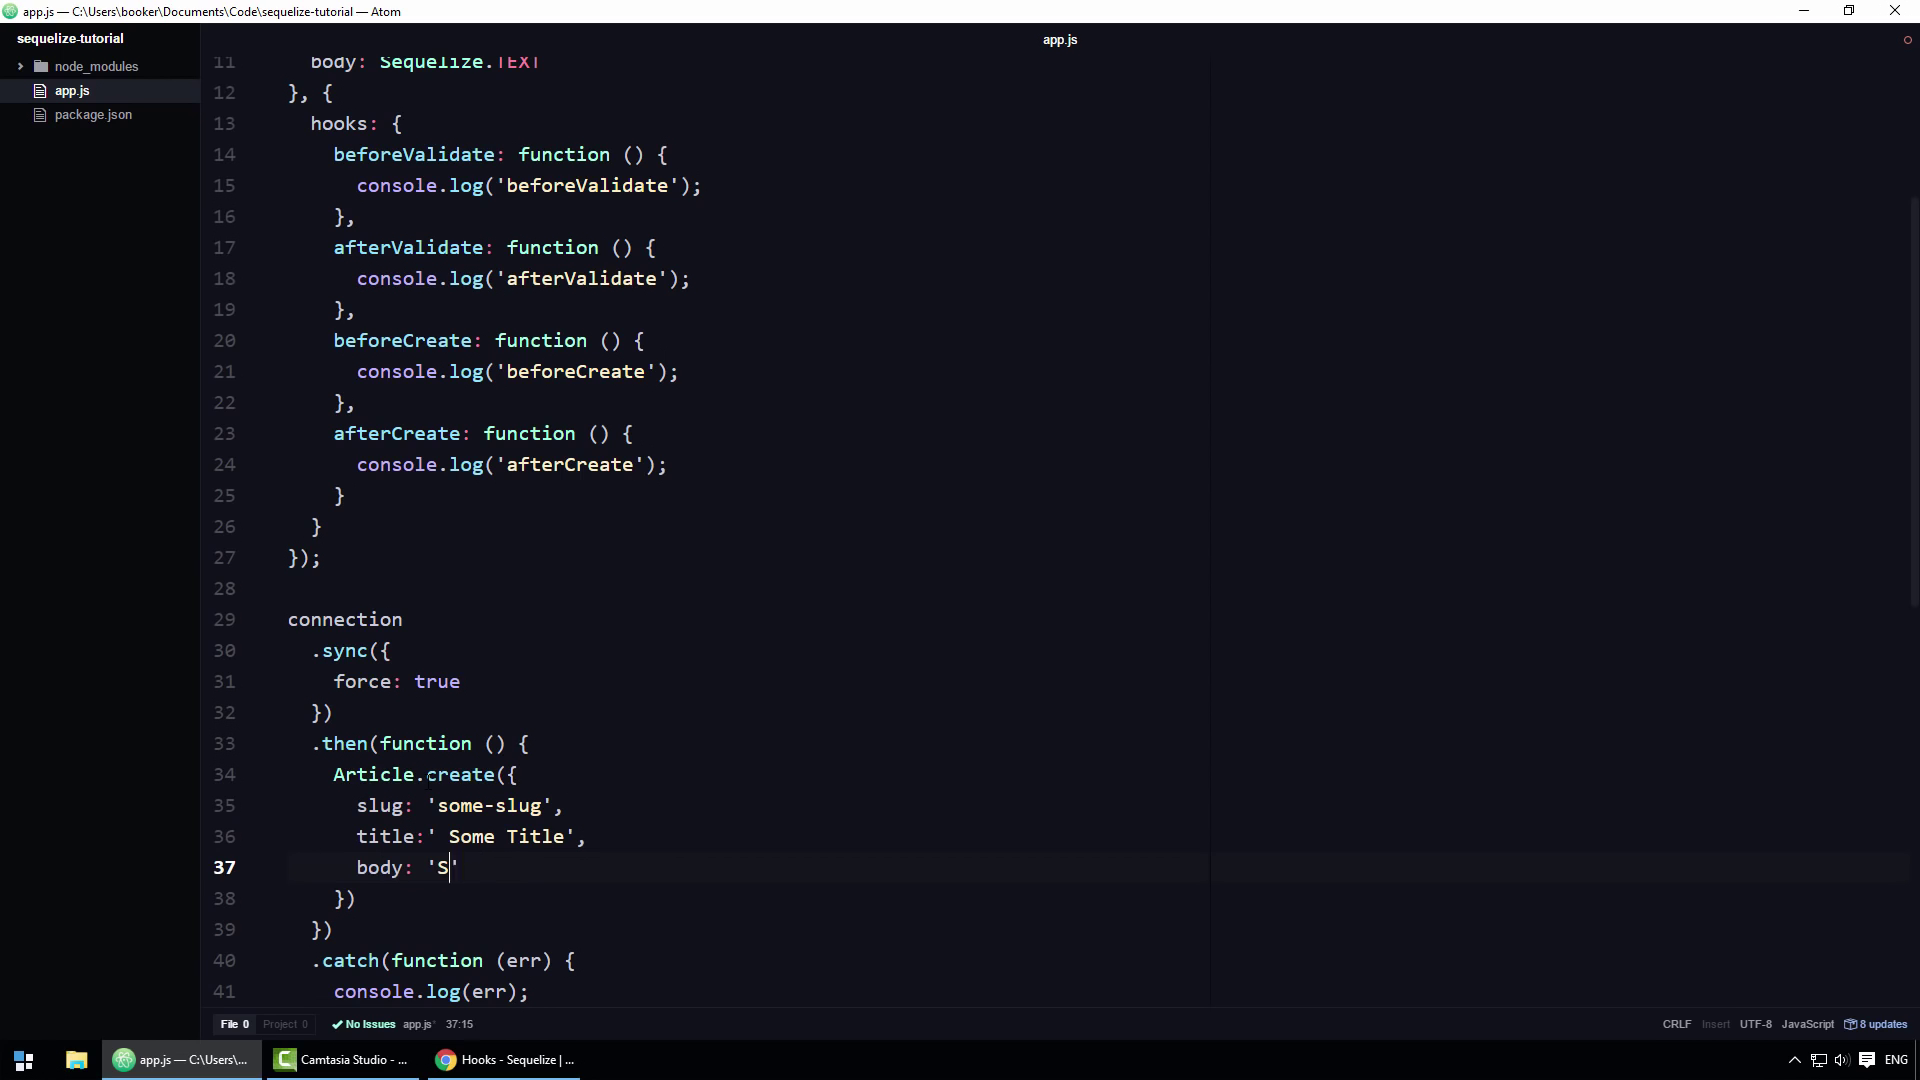 app.js — C:\Users\booker\Documents\Code\sequelize-tutorial — Atom
sequelize-tutorial
node_modules
app.js
package.json
app.js
11 body: Sequelize.TEXT
12 }, {
13 hooks: {
14 beforeValidate: function () {
15 console.log('beforeValidate');
16 },
17 afterValidate: function () {
18 console.log('afterValidate');
19 },
20 beforeCreate: function () {
21 console.log('beforeCreate');
22 },
23 afterCreate: function () {
24 console.log('afterCreate');
25 }
26 }
27 });
28
29 connection
30 .sync({
31 force: true
32 })
33 .then(function () {
34 Article.create({
35 slug: 'some-slug',
36 title:' Some Title',
37 body: 'S'
38 })
39 })
40 .catch(function (err) {
41 console.log(err);
File 0 Project 0 No Issues app.js* 37:15 CRLF Insert UTF-8 JavaScript 8 updates
app.js — C:\Users\... Camtasia Studio - ... Hooks - Sequelize | ... ENG